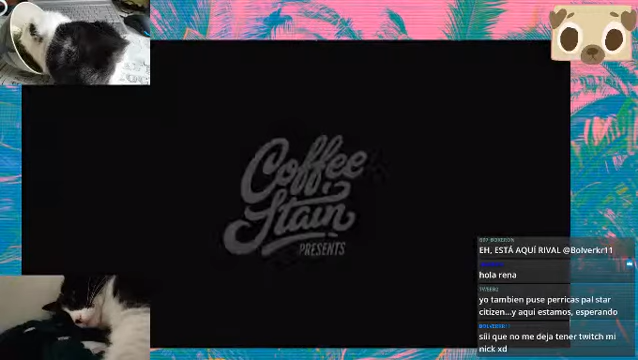 Coffee
Stain
PRESENTS
EH, ESTÁ AQUÍ RIVAL @Bolverkr11
hola rena
yo tambien puse perricas pal star
citizen...y aqui estamos, esperando
siii que no me deja tener twitch mi
nick xd